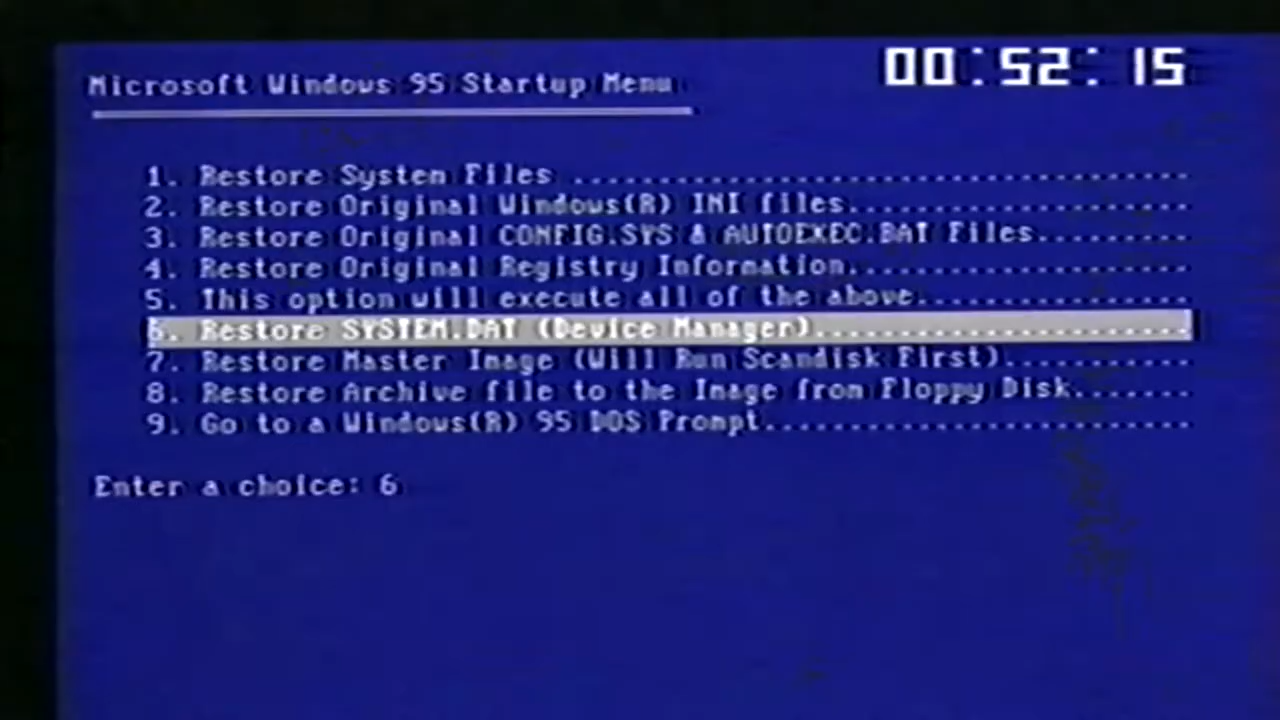 00:52:15
Microsoft Windows 95 Startup Menu
1. Restore System Files ........................................
2. Restore Original Windows(R) INI files......................
3. Restore Original CONFIG.SYS & AUTOEXEC.BAT Files..........
4. Restore Original Registry Information......................
5. This option will execute all of the above..................
6. Restore SYSTEM.DAT (Device Manager)........................
7. Restore Master Image (Will Run Scandisk First)............
8. Restore Archive file to the Image from Floppy Disk........
9. Go to a Windows(R) 95 DOS Prompt...........................
Enter a choice: 6